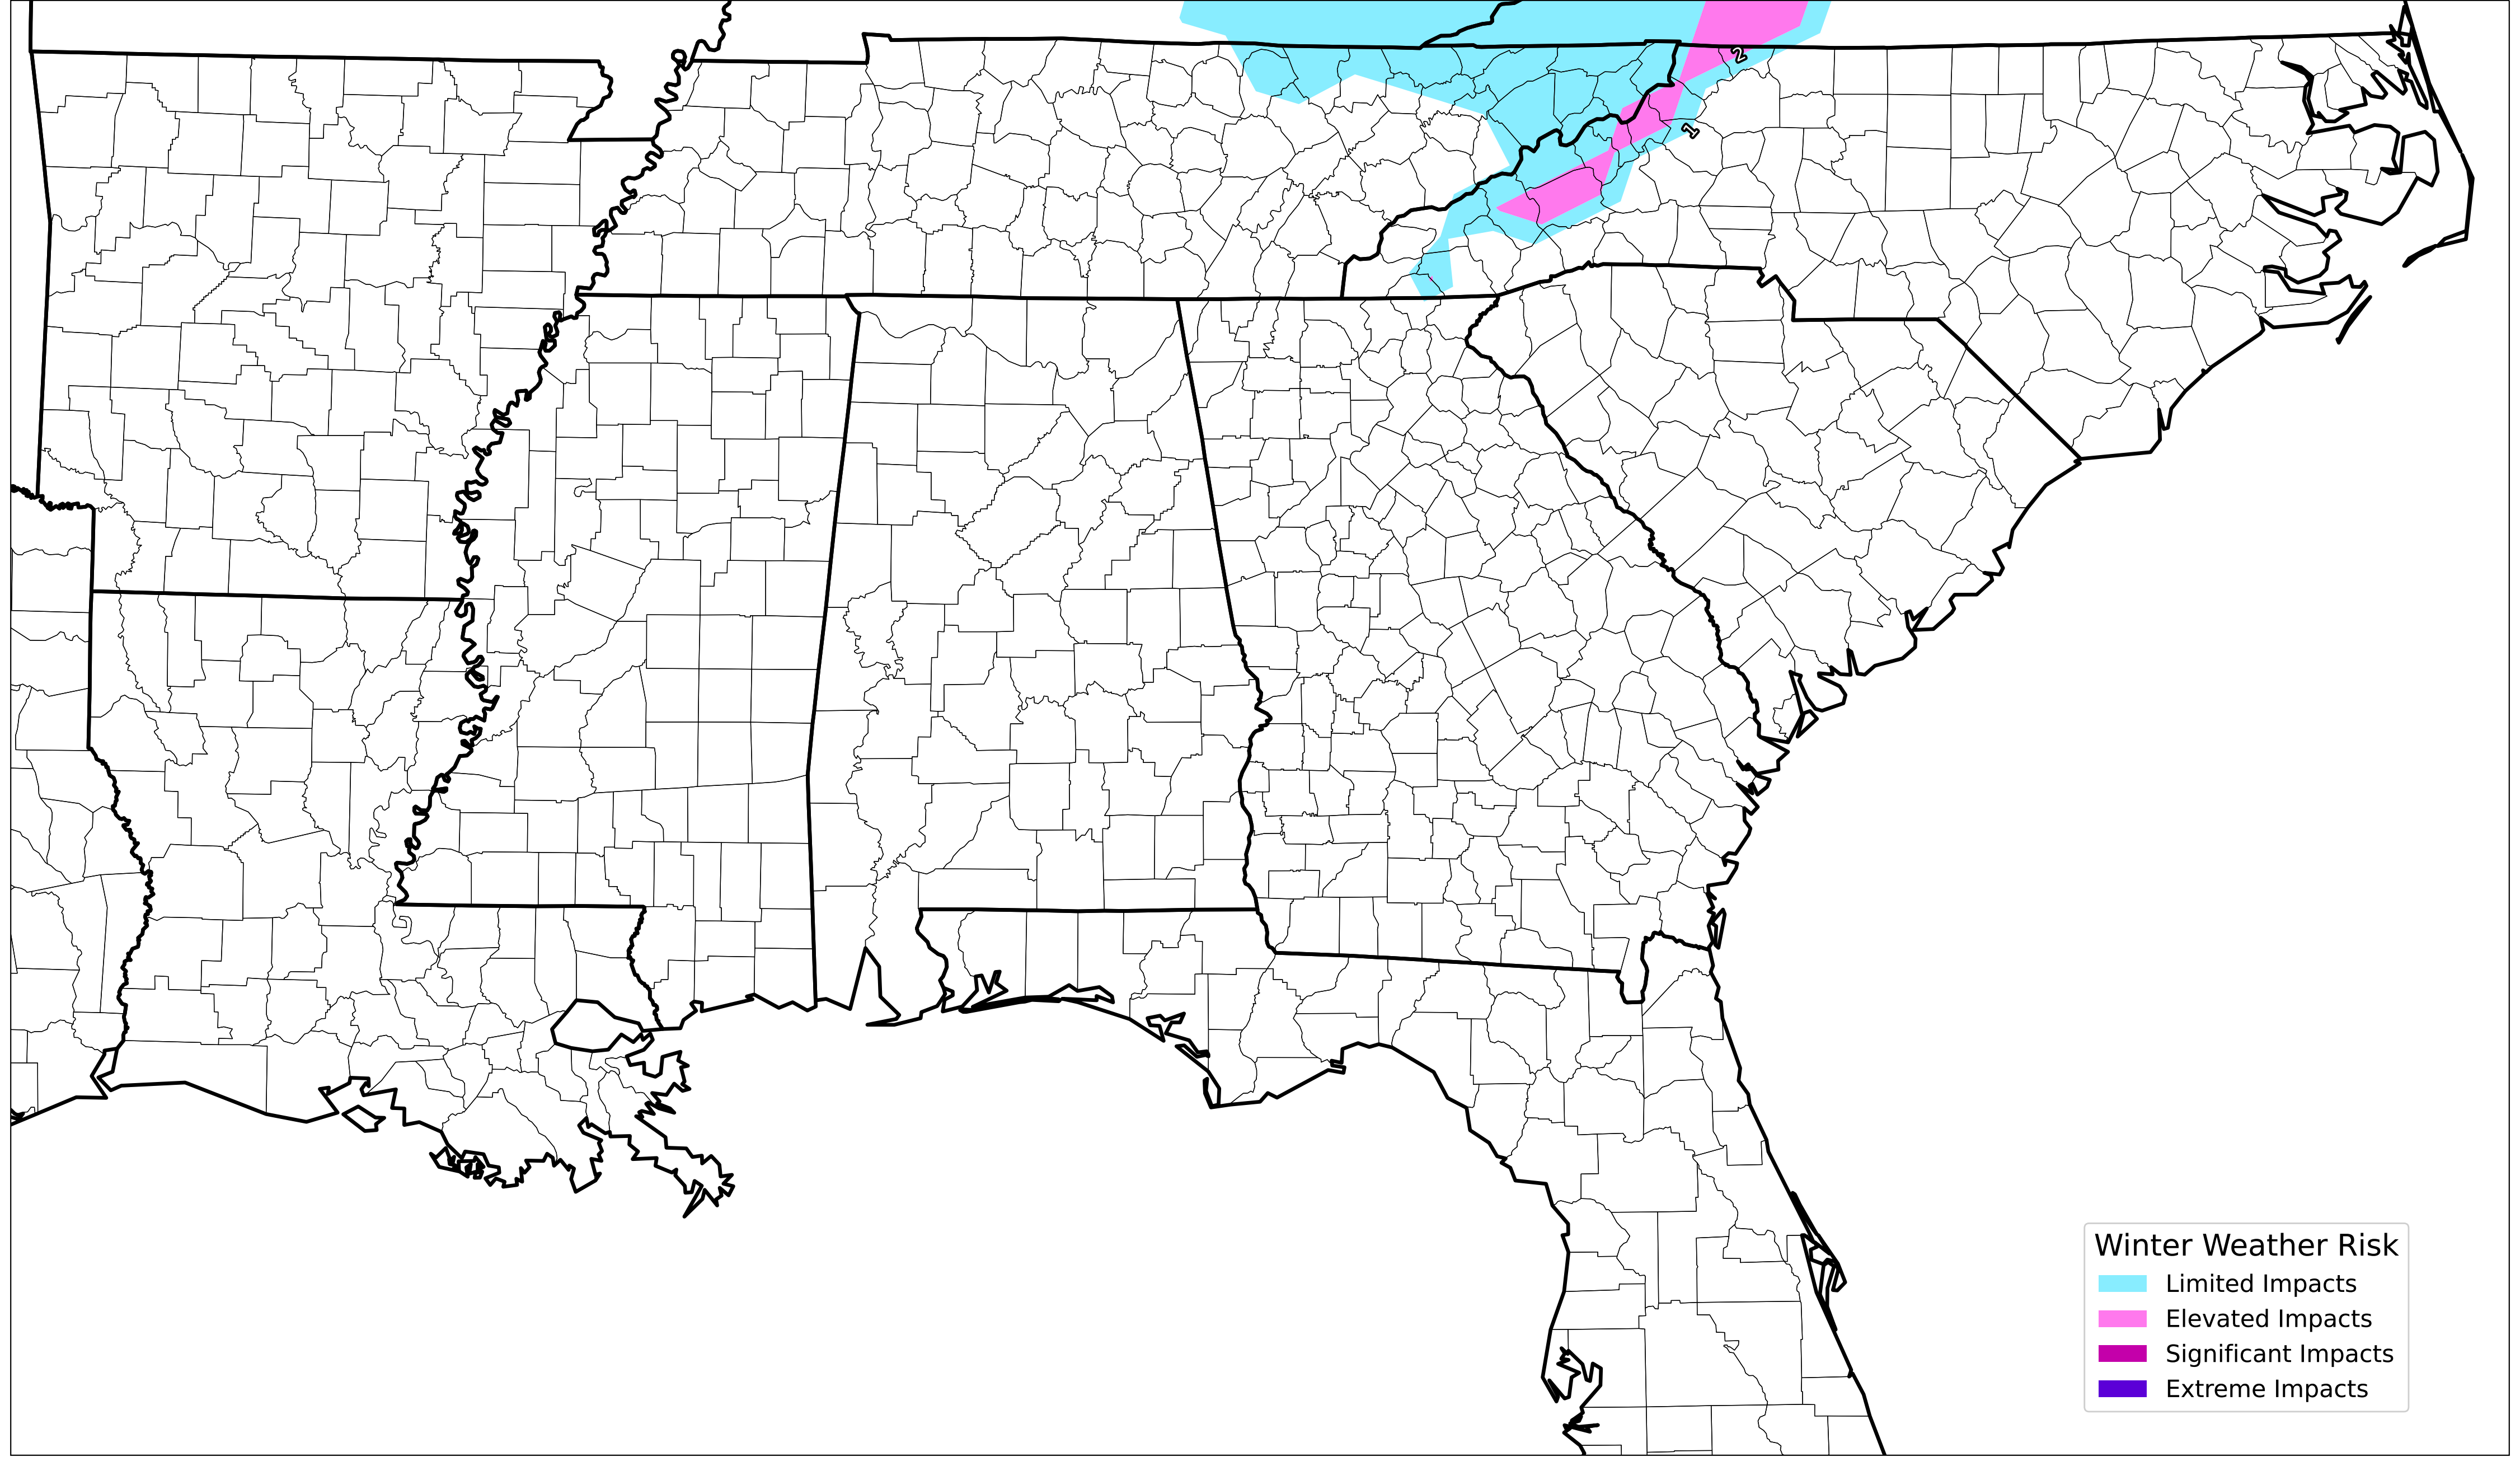 2
1
Winter Weather Risk
Limited Impacts
Elevated Impacts
Significant Impacts
Extreme Impacts